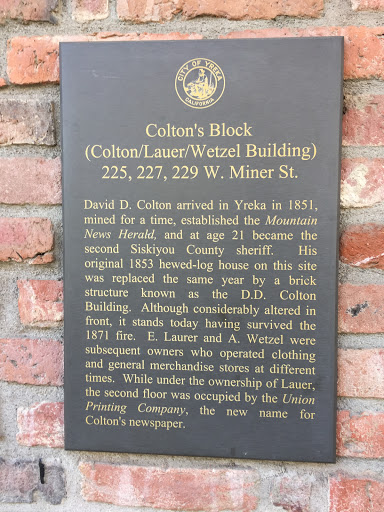 CITY OF YREKA
CALIFORNIA
Colton's Block
(Colton/Lauer/Wetzel Building)
225, 227, 229 W. Miner St.
David D. Colton arrived in Yreka in 1851,
mined for a time, established the Mountain
News Herald, and at age 21 became the
second Siskiyou County sheriff. His
original 1853 hewed-log house on this site
was replaced the same year by a brick
structure known as the D.D. Colton
Building. Although considerably altered in
front, it stands today having survived the
1871 fire. E. Laurer and A. Wetzel were
subsequent owners who operated clothing
and general merchandise stores at different
times. While under the ownership of Lauer,
the second floor was occupied by the Union
Printing Company, the new name for
Colton's newspaper.